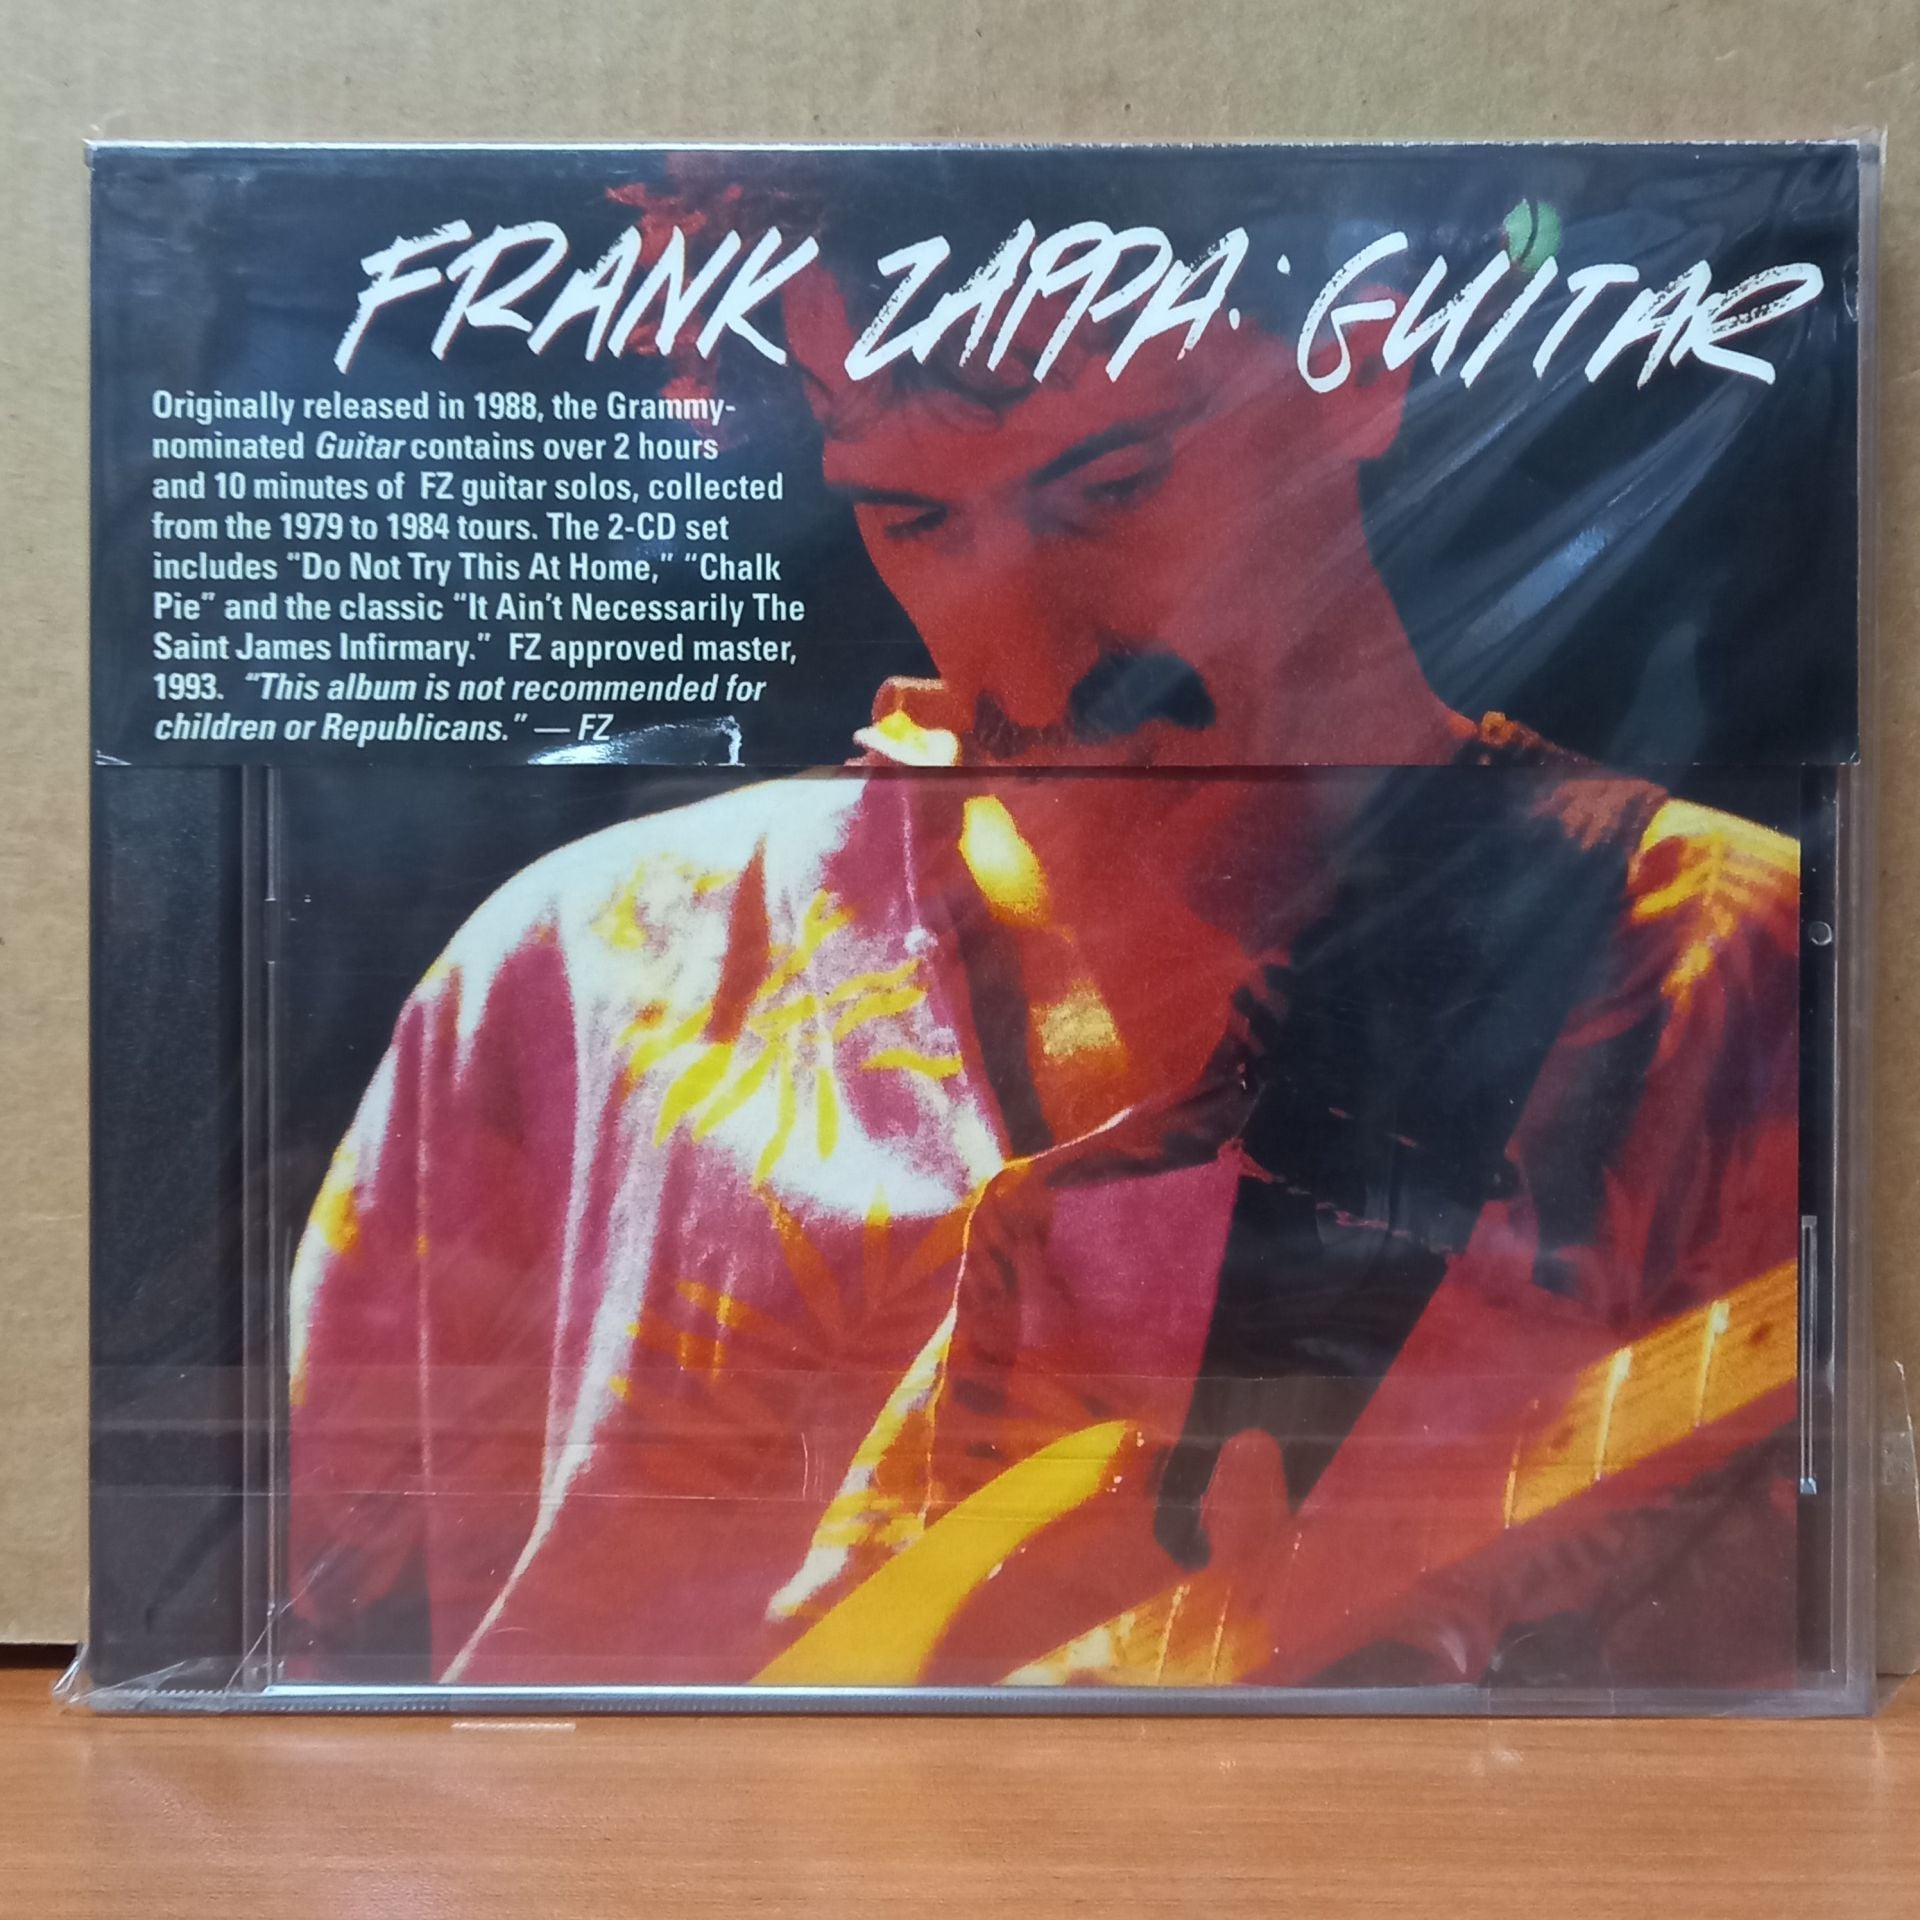 FRANK ZAPPA: GUITAR
Originally released in 1988, the Grammy-
nominated Guitar contains over 2 hours
and 10 minutes of FZ guitar solos, collected
from the 1979 to 1984 tours. The 2-CD set
includes “Do Not Try This At Home,” “Chalk
Pie” and the classic “It Ain’t Necessarily The
Saint James Infirmary.” FZ approved master,
1993. “This album is not recommended for
children or Republicans.” — FZ